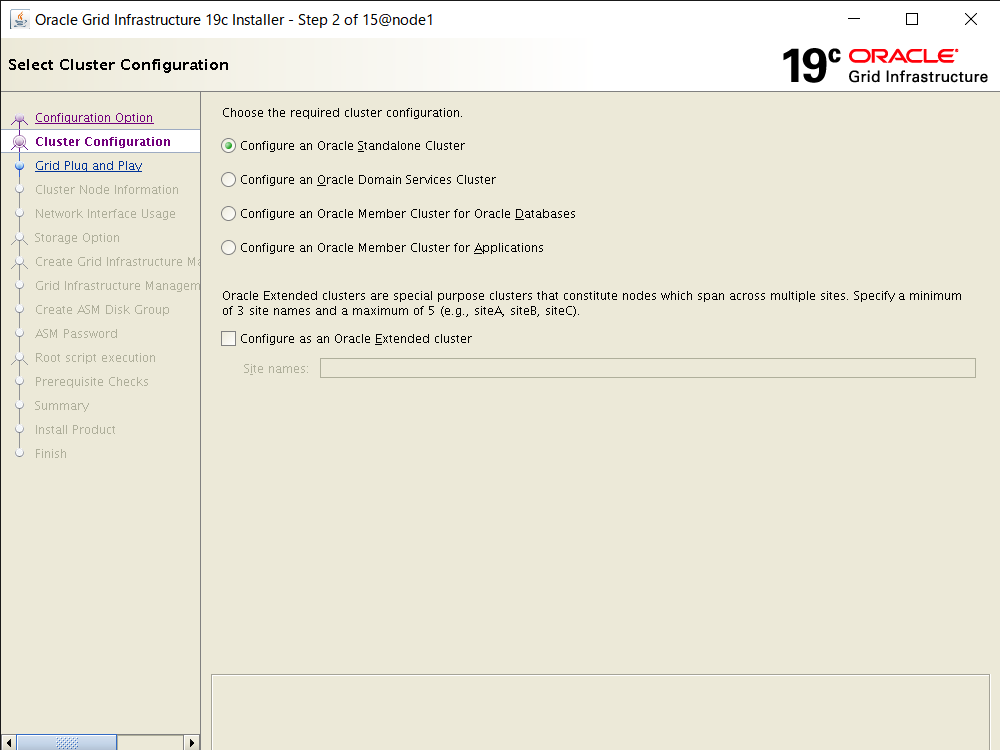 Oracle Grid Infrastructure 19c Installer - Step 2 of 15@node1
Select Cluster Configuration
19c ORACLE
Grid Infrastructure
Configuration Option
Cluster Configuration
Grid Plug and Play
Cluster Node Information
Network Interface Usage
Storage Option
Create Grid Infrastructure Ma
Grid Infrastructure Managem
Create ASM Disk Group
ASM Password
Root script execution
Prerequisite Checks
Summary
Install Product
Finish
Choose the required cluster configuration.
Configure an Oracle Standalone Cluster
Configure an Oracle Domain Services Cluster
Configure an Oracle Member Cluster for Oracle Databases
Configure an Oracle Member Cluster for Applications
Oracle Extended clusters are special purpose clusters that constitute nodes which span across multiple sites. Specify a minimum
of 3 site names and a maximum of 5 (e.g., siteA, siteB, siteC).
Configure as an Oracle Extended cluster
Site names: